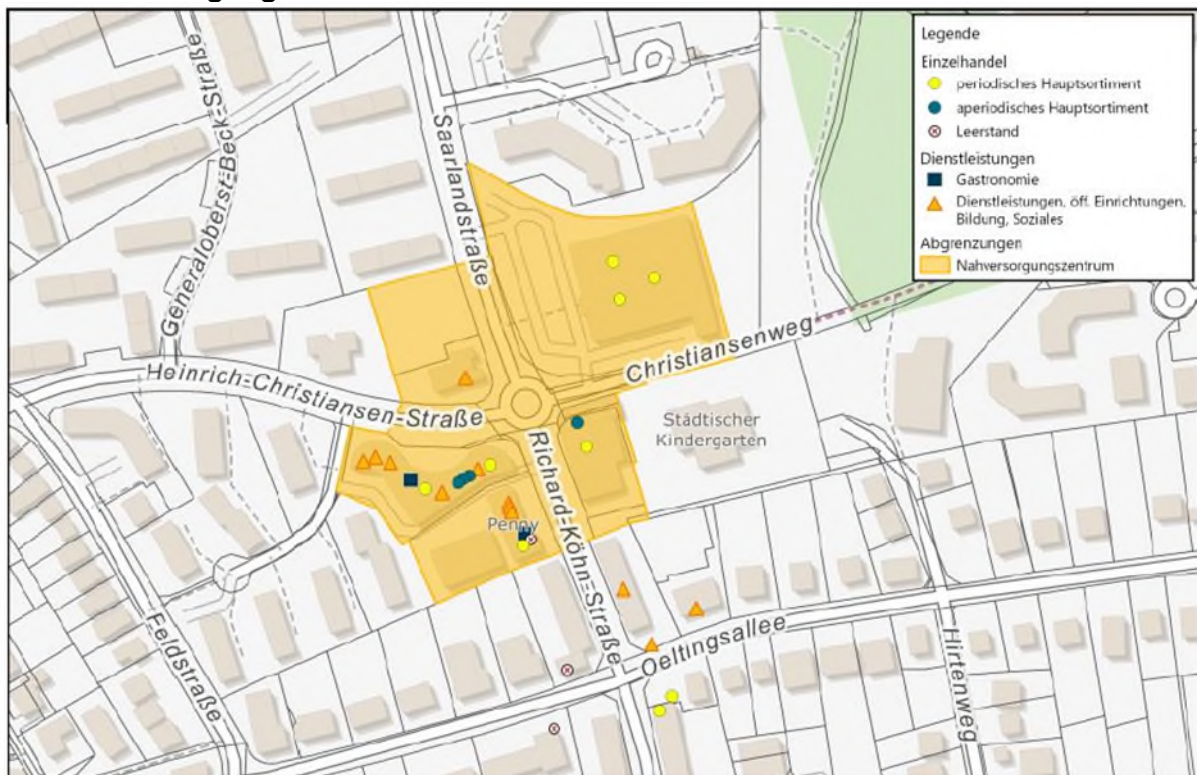 Legende
Einzelhandel
periodisches Hauptsortiment
aperiodisches Hauptsortiment
Leerstand
Dienstleistungen
Gastronomie
Dienstleistungen, öff. Einrichtungen,
Bildung, Soziales
Abgrenzungen
Nahversorgungszentrum
Generaloberst-Beck-Straße
Saarlandstraße
Christiansenweg
Heinrich-Christiansen-Straße
Städtischer
Kindergarten
Richard-Köhn-Straße
Penny
Feldstraße
Oeltingsallee
Hirtenweg